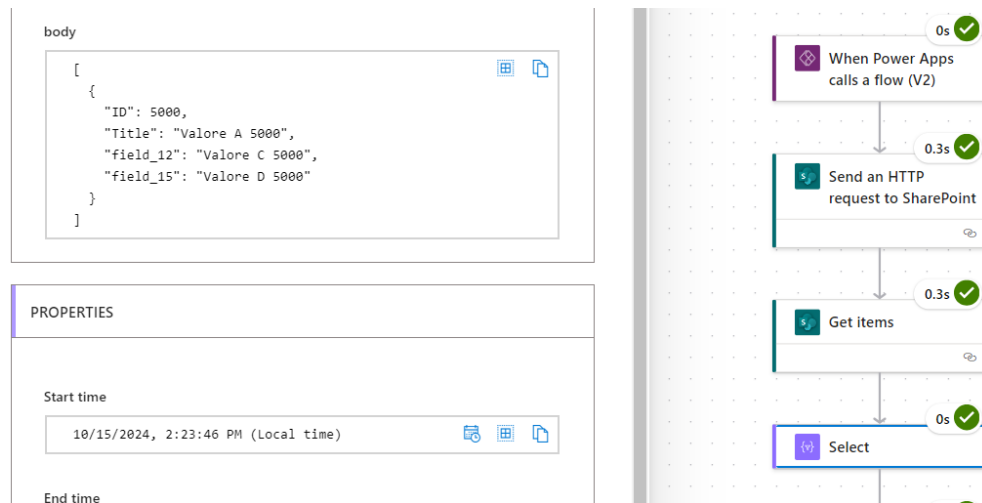 body
[
{
"ID": 5000,
"Title": "Valore A 5000",
"field_12": "Valore C 5000",
"field_15": "Valore D 5000"
}
]
PROPERTIES
Start time
10/15/2024, 2:23:46 PM (Local time)
End time
0s
When Power Apps
calls a flow (V2)
0.3s
Send an HTTP
request to SharePoint
0.3s
Get items
0s
Select